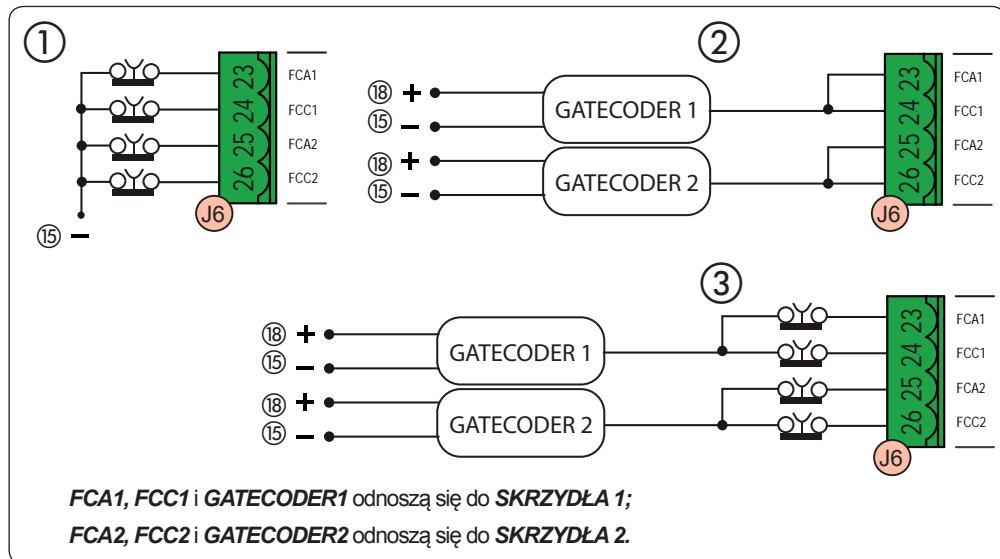 ①
23 FCA1
24 FCC1
25 FCA2
26 FCC2
J6
⑮ −
②
⑱ +
⑮ −
GATECODER 1
⑱ +
⑮ −
GATECODER 2
23 FCA1
24 FCC1
25 FCA2
26 FCC2
J6
③
⑱ +
⑮ −
GATECODER 1
⑱ +
⑮ −
GATECODER 2
23 FCA1
24 FCC1
25 FCA2
26 FCC2
J6
FCA1, FCC1 i GATECODER1 odnoszą się do SKRZYDŁA 1;
FCA2, FCC2 i GATECODER2 odnoszą się do SKRZYDŁA 2.